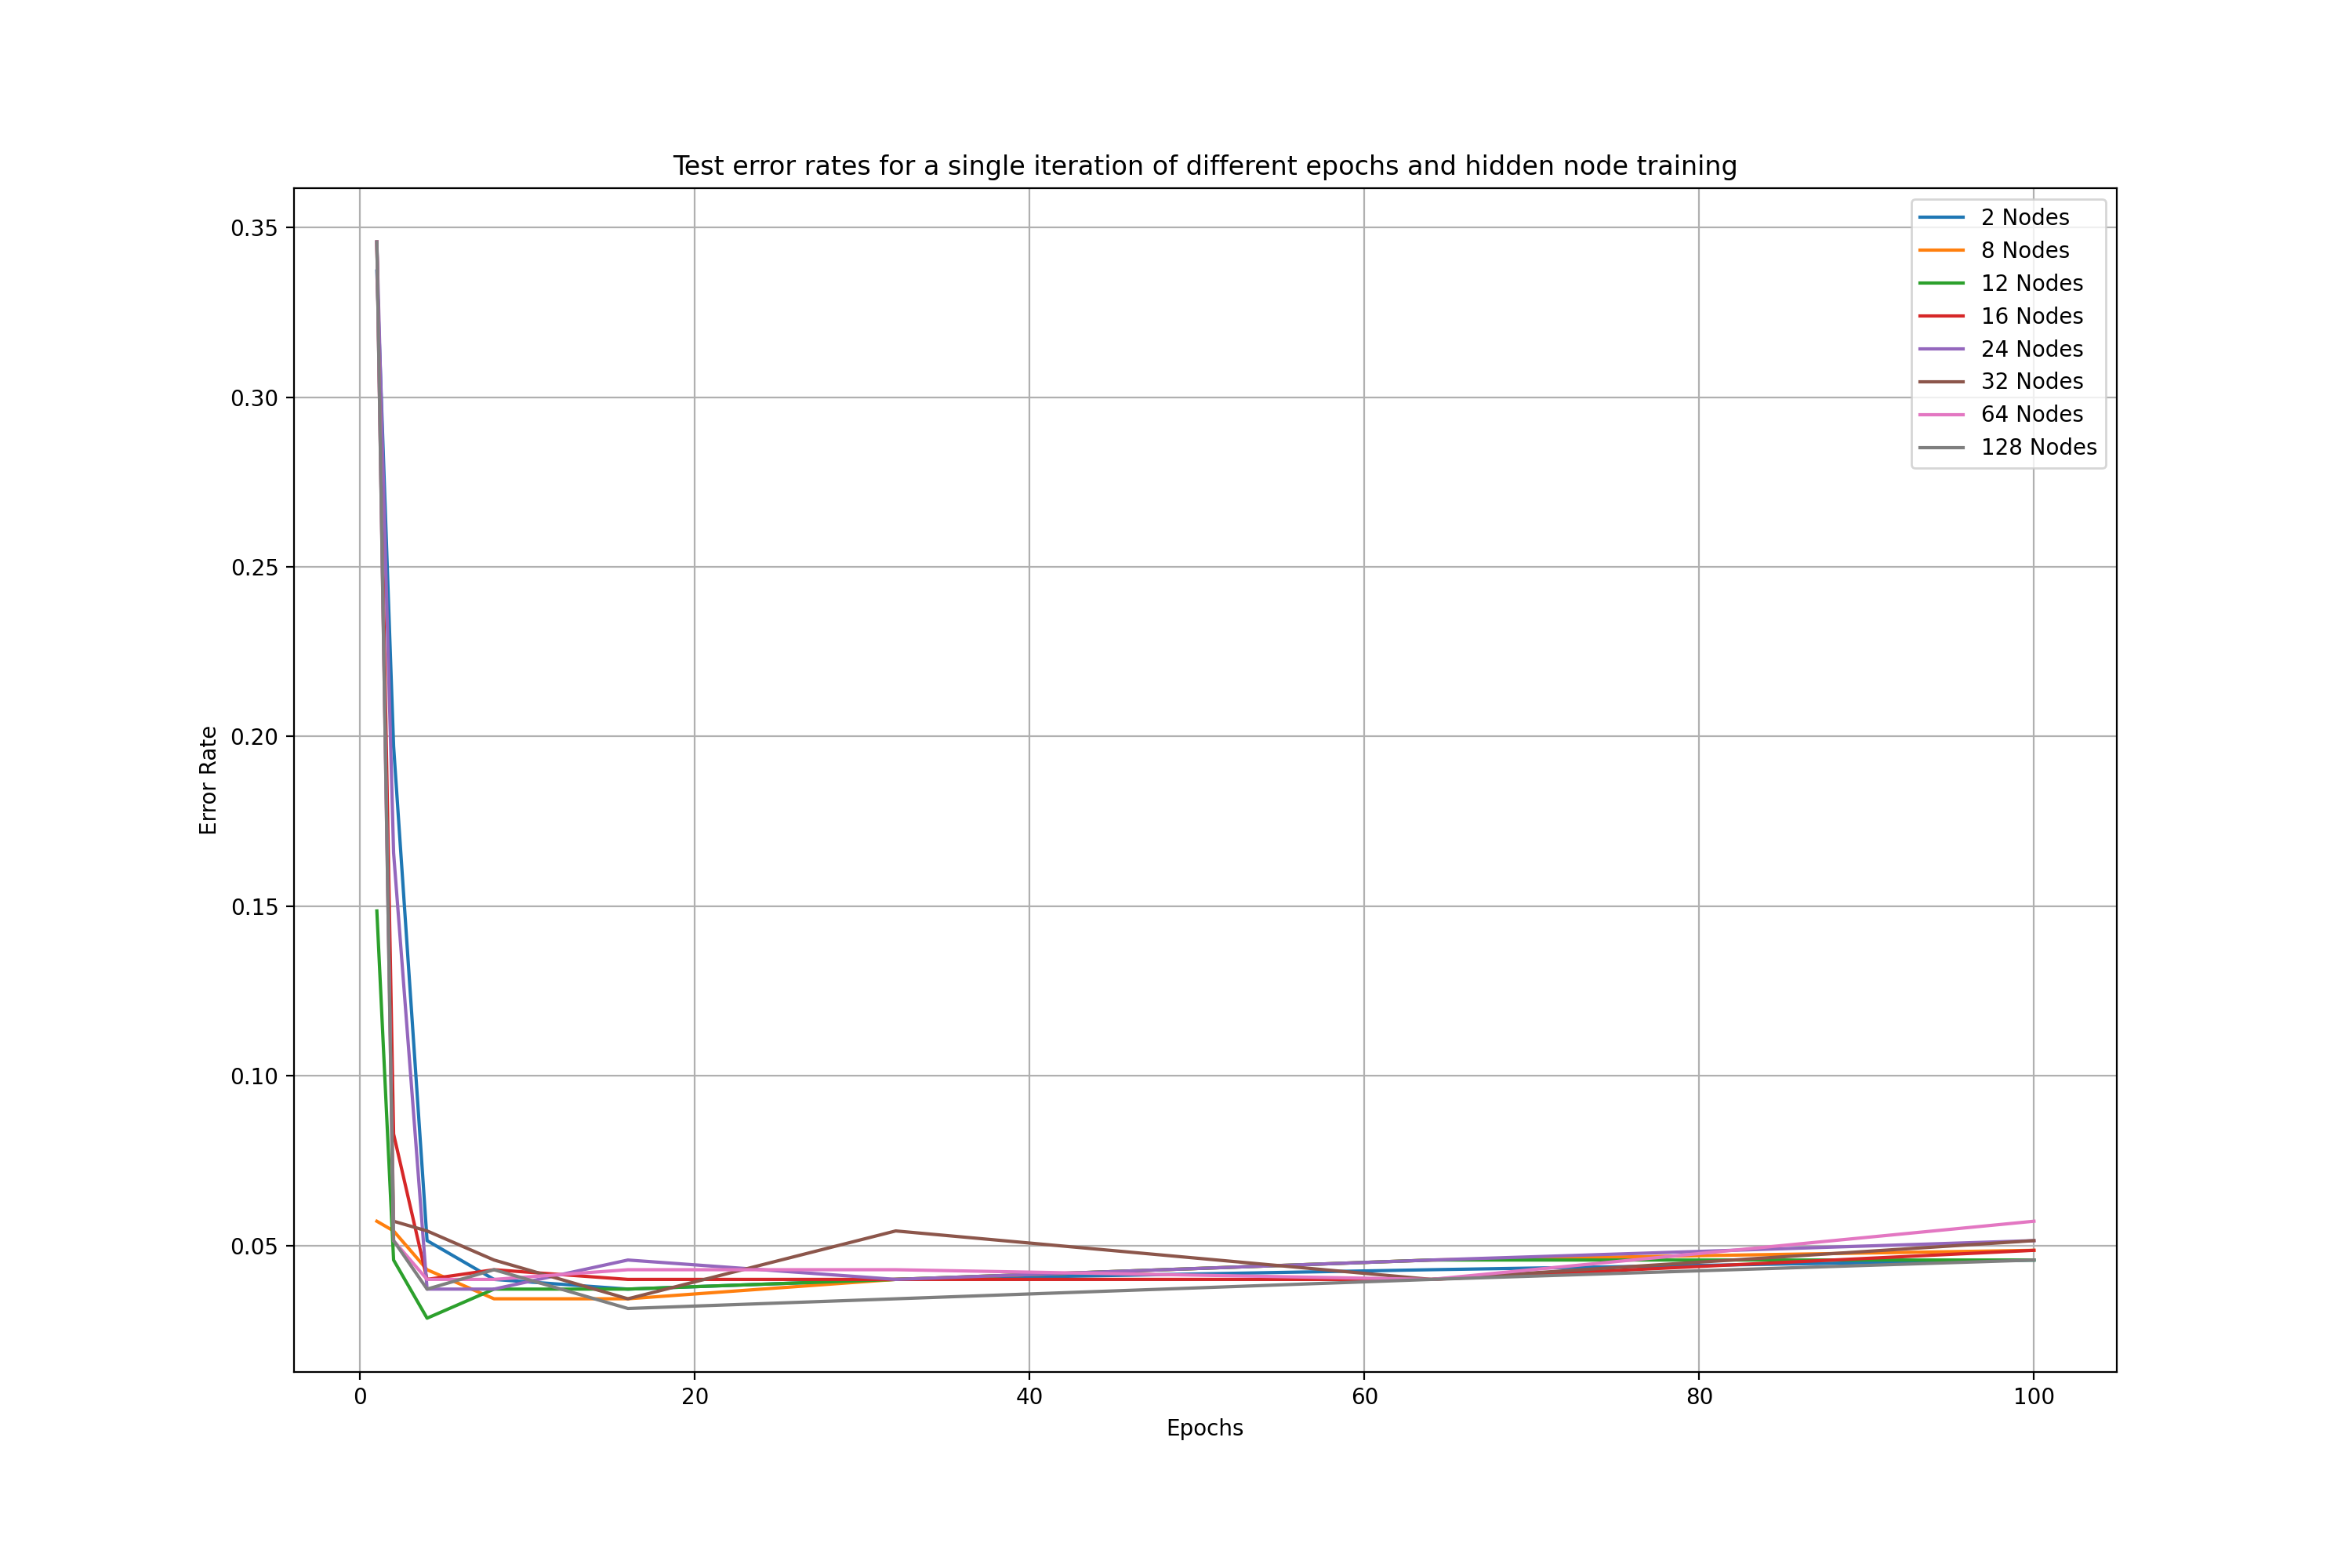 Test error rates for a single iteration of different epochs and hidden node training
2 Nodes
8 Nodes
12 Nodes
16 Nodes
24 Nodes
32 Nodes
64 Nodes
128 Nodes
0.35
0.30
0.25
0.20
0.15
0.10
0.05
Error Rate
0 20 40 60 80 100
Epochs